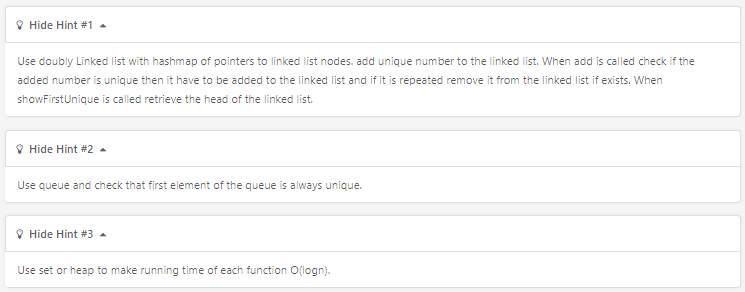 Hide Hint #1
Use doubly Linked list with hashmap of pointers to linked list nodes. add unique number to the linked list. When add is called check if the
added number is unique then it have to be added to the linked list and if it is repeated remove it from the linked list if exists. When
showFirstUnique is called retrieve the head of the linked list.
Hide Hint #2
Use queue and check that first element of the queue is always unique.
Hide Hint #3
Use set or heap to make running time of each function O(logn).